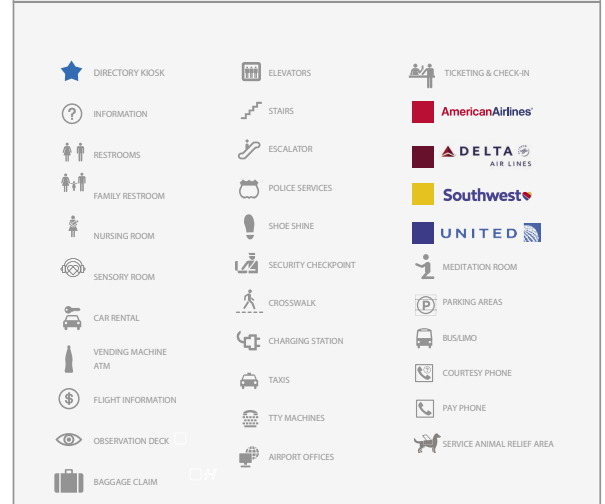 DIRECTORY KIOSK
INFORMATION
RESTROOMS
FAMILY RESTROOM
NURSING ROOM
SENSORY ROOM
CAR RENTAL
VENDING MACHINE
ATM
FLIGHT INFORMATION
OBSERVATION DECK
BAGGAGE CLAIM
ELEVATORS
STAIRS
ESCALATOR
POLICE SERVICES
SHOE SHINE
SECURITY CHECKPOINT
CROSSWALK
CHARGING STATION
TAXIS
TTY MACHINES
AIRPORT OFFICES
TICKETING & CHECK-IN
AmericanAirlines
DELTA
AIR LINES
Southwest
UNITED
MEDITATION ROOM
P PARKING AREAS
BUS/LIMO
COURTESY PHONE
PAY PHONE
SERVICE ANIMAL RELIEF AREA